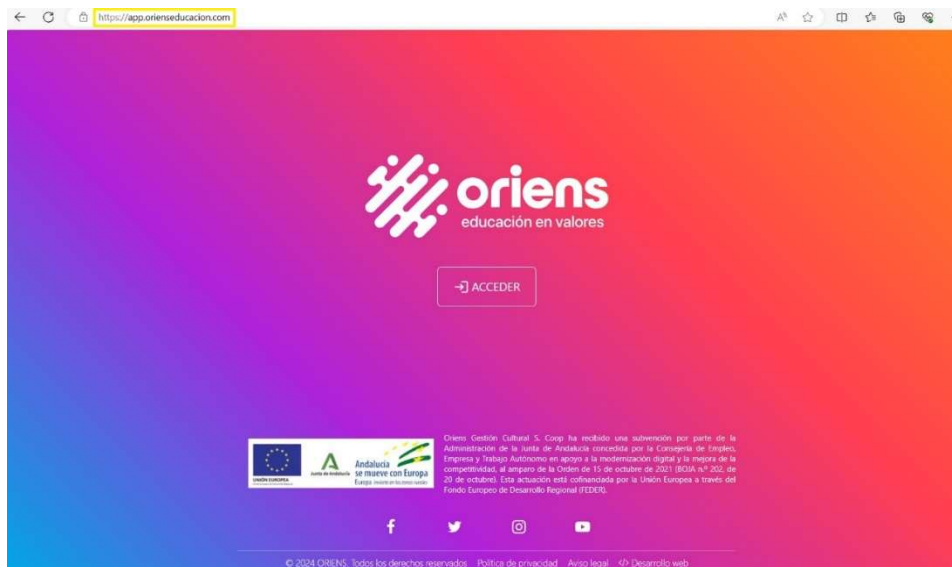 https://app.orienseducacion.com
oriens
educación en valores
ACCEDER
UNIÓN EUROPEA
Junta de Andalucía
Andalucía
se mueve con Europa
Oriens Gestión Cultural S. Coop ha recibido una subvención por parte de la
Administración de la Junta de Andalucía concedida por la Consejería de Empleo,
Empresa y Trabajo Autónomo en apoyo a la modernización digital y la mejora de la
competitividad, al amparo de la Orden de 15 de octubre de 2021 (BOJA n.º 202, de
20 de octubre). Esta actuación está cofinanciada por la Unión Europea a través del
Fondo Europeo de Desarrollo Regional (FEDER).
© 2024 ORIENS. Todos los derechos reservados Política de privacidad Aviso legal </> Desarrollo web